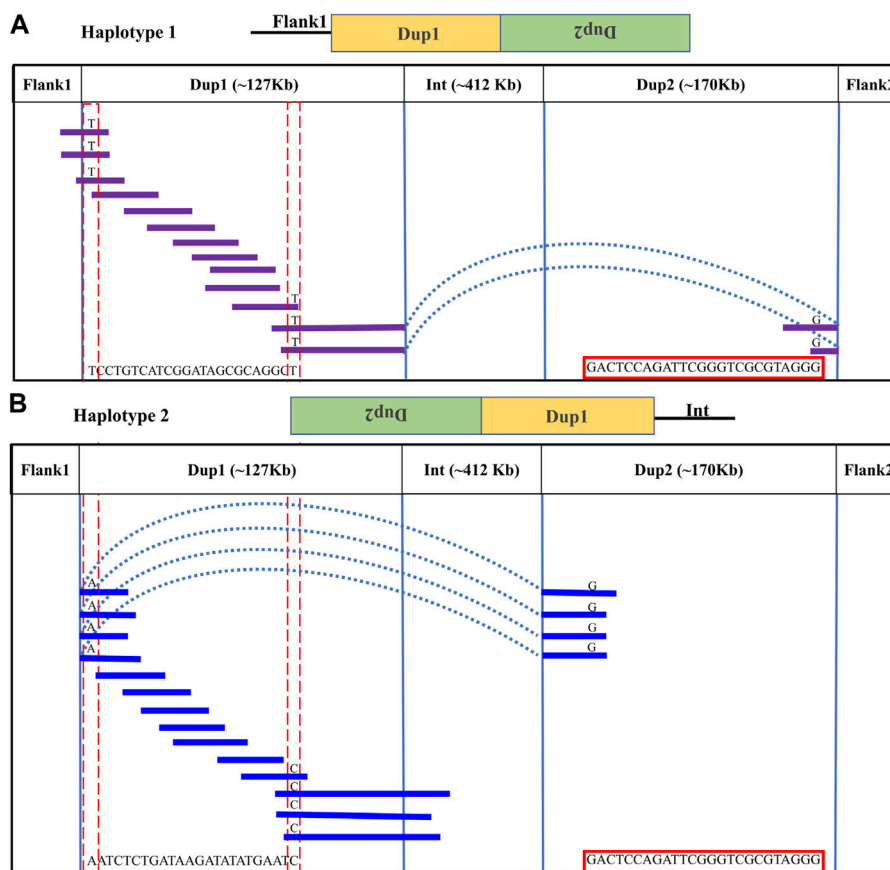 A
Haplotype 1
Flank1
Dup1
Dup2
Flank1
Dup1 (~127Kb)
Int (~412 Kb)
Dup2 (~170Kb)
Flank2
T
T
T
T
T
G
T
G
TCCTGTCATCGGATAGCGCAGGCT
GACTCCAGATTCGGGTCGCGTAGGG
B
Haplotype 2
Dup2
Dup1
Int
Flank1
Dup1 (~127Kb)
Int (~412 Kb)
Dup2 (~170Kb)
Flank2
A
G
A
G
A
G
A
G
C
C
C
C
AATCTCTGATAAGATATATGAATC
GACTCCAGATTCGGGTCGCGTAGGG